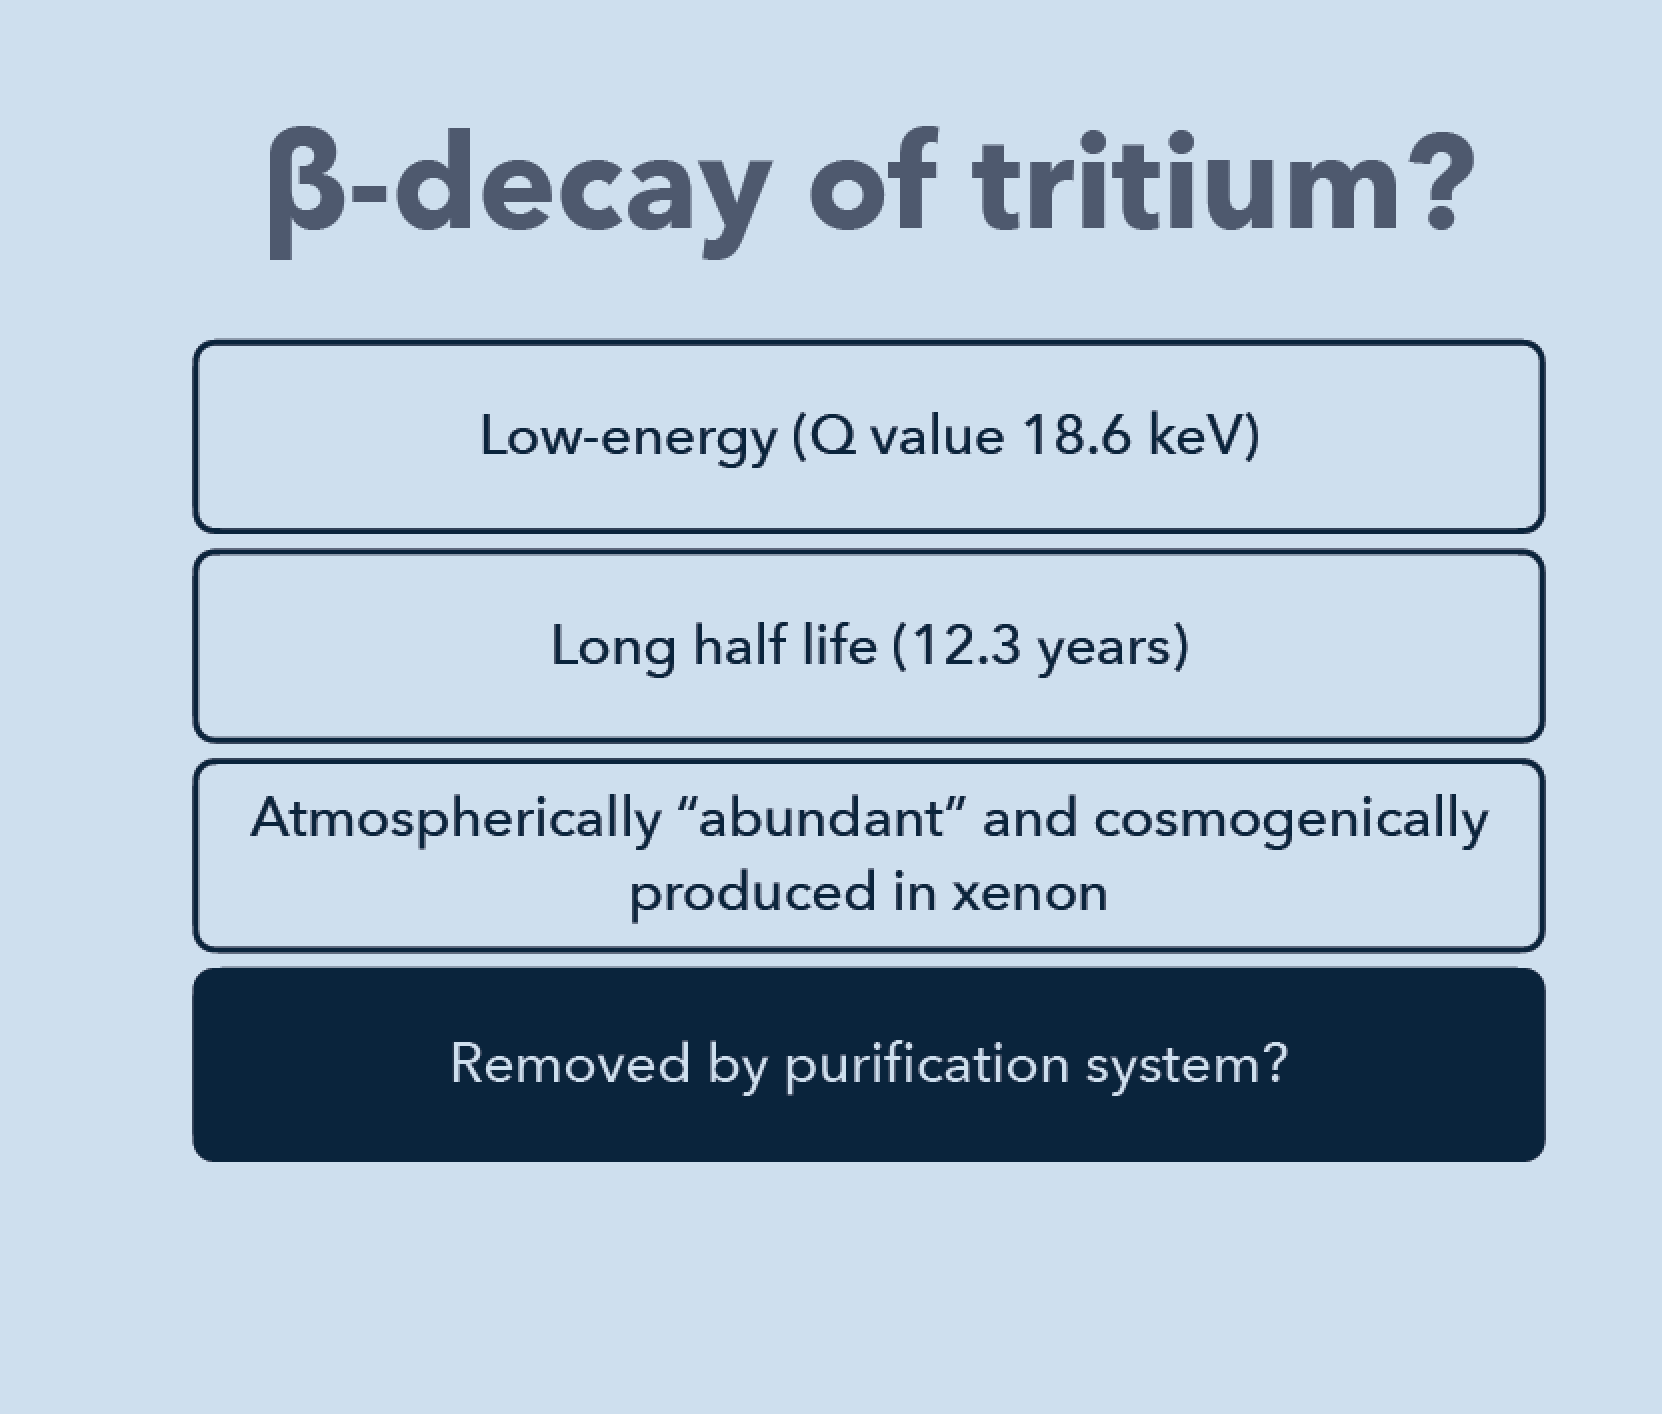 β-decay of tritium?
Low-energy (Q value 18.6 keV)
Long half life (12.3 years)
Atmospherically “abundant” and cosmogenically
produced in xenon
Removed by purification system?